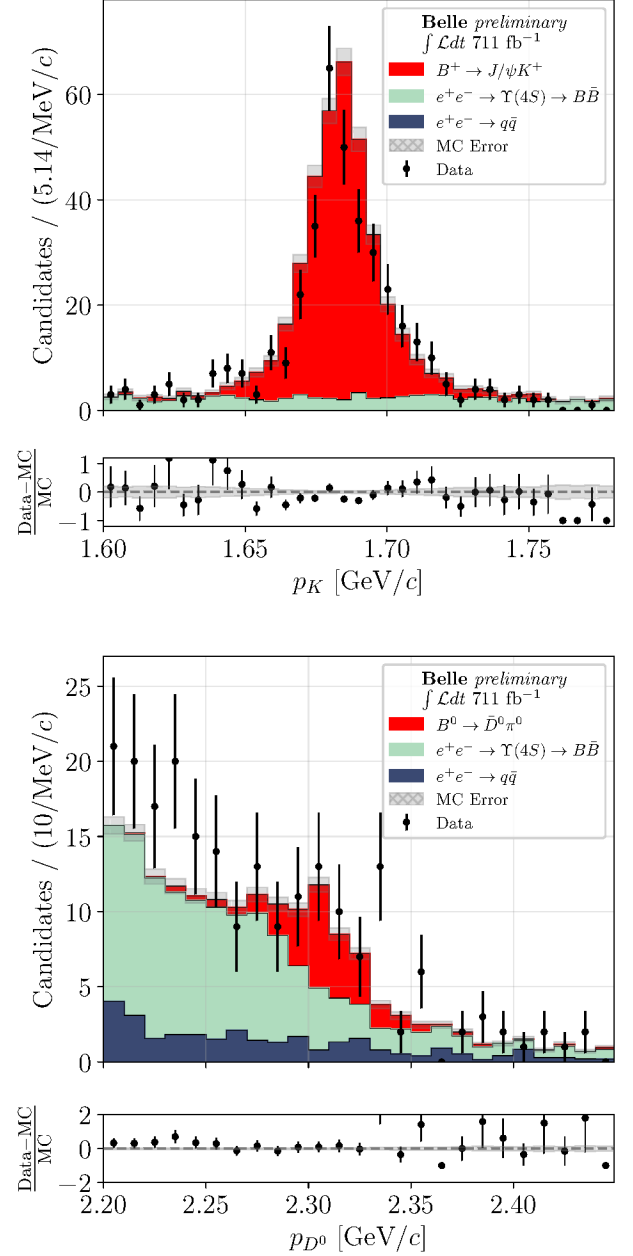 Belle preliminary
∫ ℒdt 711 fb⁻¹
B⁺ → J/ψK⁺
e⁺e⁻ → Υ(4S) → BB̄
e⁺e⁻ → qq̄
MC Error
Data
Candidates / (5.14/MeV/c)
60
40
20
0
Data−MC
MC
1
0
−1
1.60 1.65 1.70 1.75
p_K [GeV/c]
Belle preliminary
∫ ℒdt 711 fb⁻¹
B⁰ → D̄⁰π⁰
e⁺e⁻ → Υ(4S) → BB̄
e⁺e⁻ → qq̄
MC Error
Data
Candidates / (10/MeV/c)
25
20
15
10
5
0
Data−MC
MC
2
0
−2
2.20 2.25 2.30 2.35 2.40
p_D⁰ [GeV/c]